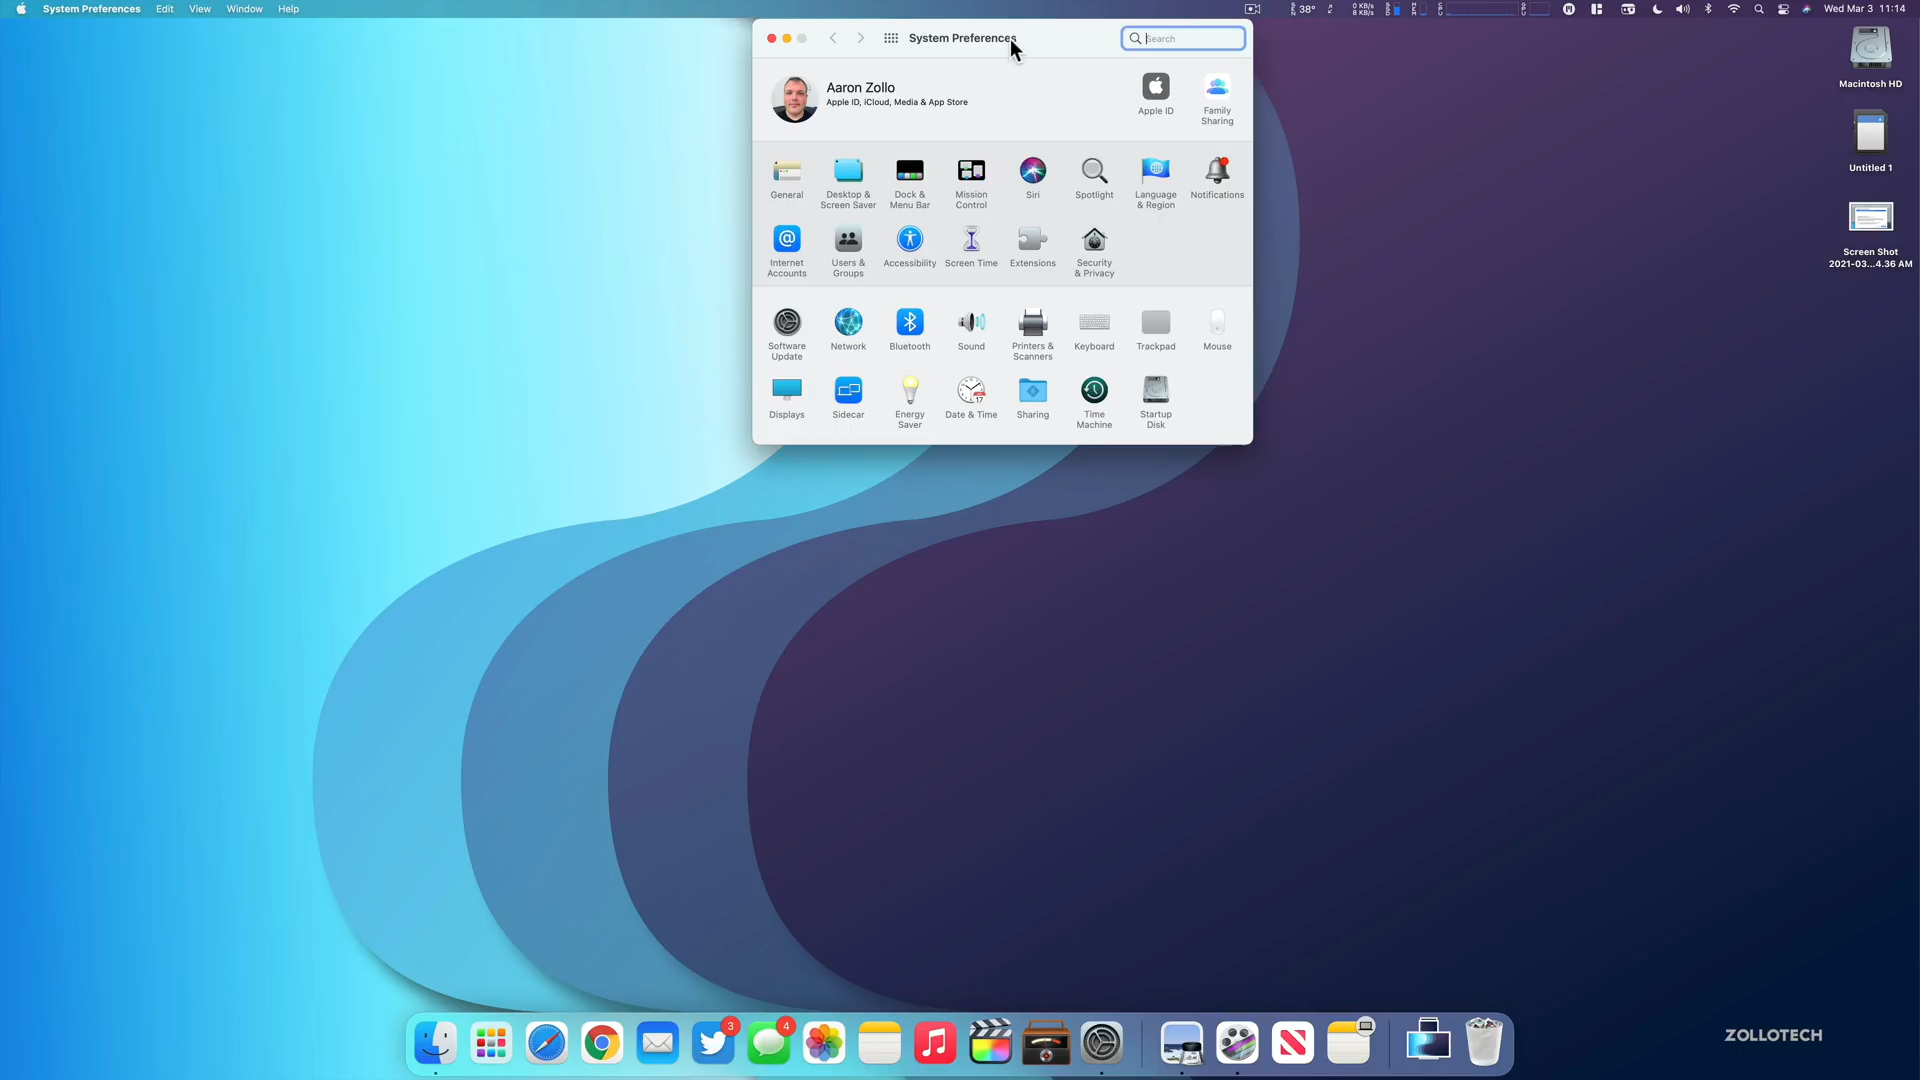 System Preferences Edit View Window Help
38° 0 KB/s 8 KB/s Wed Mar 3 11:14
System Preferences
Search
Aaron Zollo
Apple ID, iCloud, Media & App Store
Apple ID
Family
Sharing
General
Desktop &
Screen Saver
Dock &
Menu Bar
Mission
Control
Siri
Spotlight
Language
& Region
Notifications
Internet
Accounts
Users &
Groups
Accessibility
Screen Time
Extensions
Security
& Privacy
Software
Update
Network
Bluetooth
Sound
Printers &
Scanners
Keyboard
Trackpad
Mouse
Displays
Sidecar
Energy
Saver
Date & Time
Sharing
Time
Machine
Startup
Disk
Macintosh HD
Untitled 1
Screen Shot
2021-03...4.36 AM
3
4
ZOLLOTECH